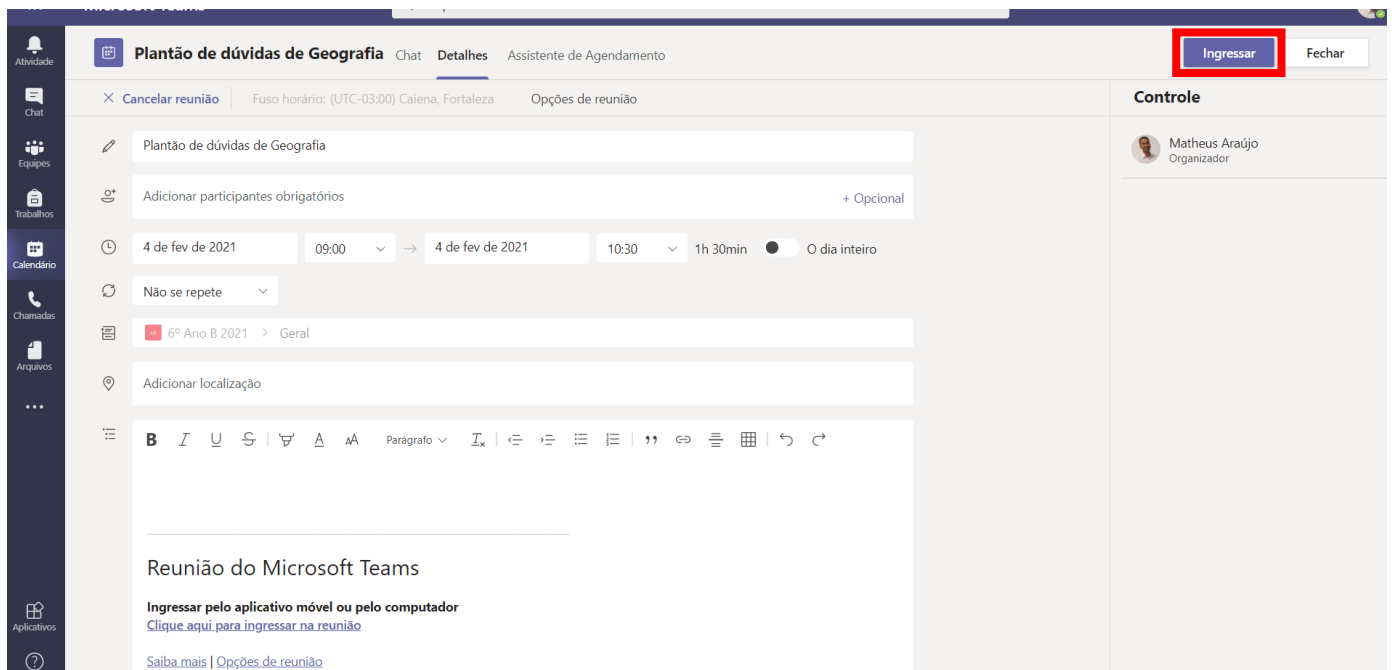 Atividade
Chat
Equipes
Trabalhos
Calendário
Chamadas
Arquivos
Aplicativos
Plantão de dúvidas de Geografia Chat Detalhes Assistente de Agendamento Ingressar Fechar
Cancelar reunião Fuso horário: (UTC-03:00) Caiena, Fortaleza Opções de reunião
Plantão de dúvidas de Geografia
Adicionar participantes obrigatórios + Opcional
4 de fev de 2021 09:00 → 4 de fev de 2021 10:30 1h 30min O dia inteiro
Não se repete
6º Ano B 2021 > Geral
Adicionar localização
B I U S A AA Parágrafo Ix
Reunião do Microsoft Teams
Ingressar pelo aplicativo móvel ou pelo computador
Clique aqui para ingressar na reunião
Saiba mais | Opções de reunião
Controle
Matheus Araújo
Organizador